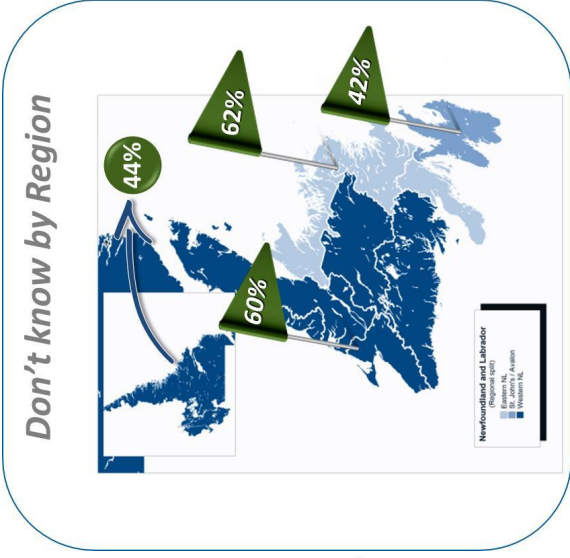 Don't know by Region
44%
62%
42%
60%
Newfoundland and Labrador
(Regional split)
Eastern NL
St. John's / Avalon
Western NL